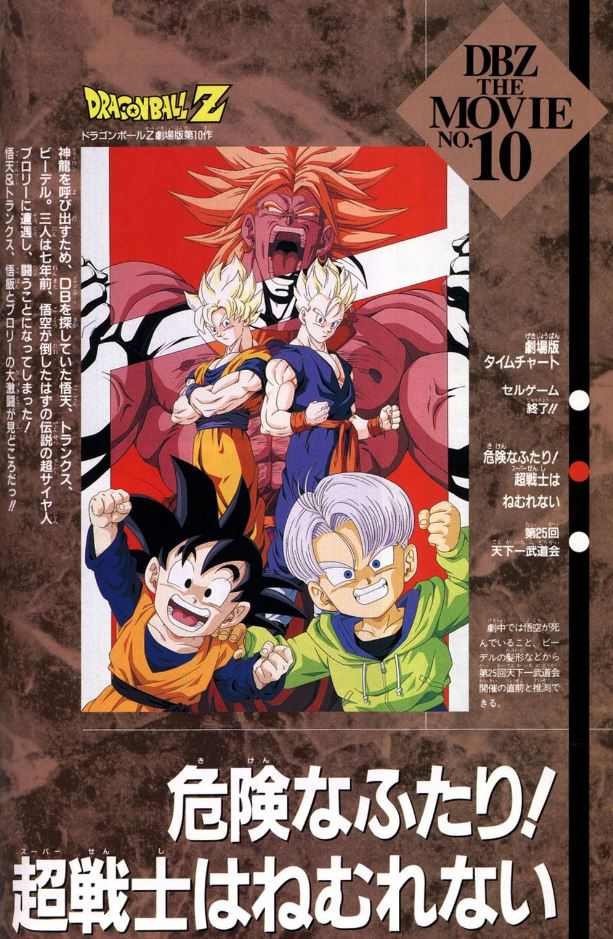 DBZ
THE
MOVIE
NO.10
DRAGONBALL Z
ドラゴンボールZ劇場版第10作
神龍を呼び出すため、DBを探していた悟天、トランクス、
ビーデル。三人は七年前、悟空が倒したはずの伝説の超サイヤ人
ブロリーに遭遇し、闘うことになってしまった!
悟天&トランクス、悟飯とブロリーの大激闘が見どころだっ!!
劇場版
タイムチャート
セルゲーム
終了!!
危険なふたり!
超戦士は
ねむれない
第25回
天下一武道会
劇中では悟空が死
んでいること、ビー
デルの髪形などから
第25回天下一武道会
開催の直前と推測で
きる。
危険なふたり!
超戦士はねむれない